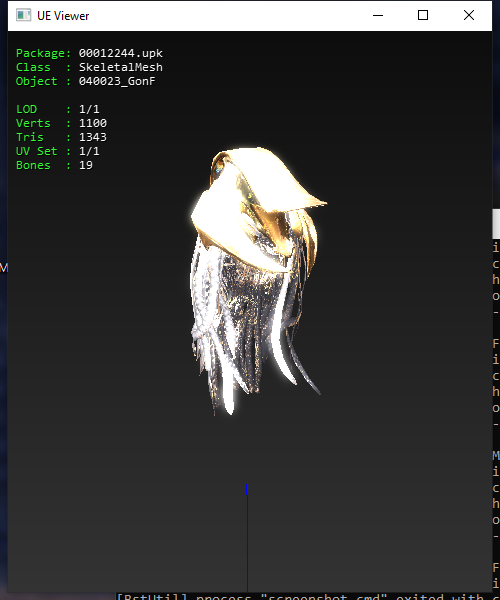 UE Viewer
Package: 00012244.upk
Class : SkeletalMesh
Object : 040023_GonF
LOD : 1/1
Verts : 1100
Tris : 1343
UV Set : 1/1
Bones : 19
M
i
c
h
o
-
F
i
c
h
o
-
M
i
c
h
o
-
F
i
[BstUtil] process "screenshot.cmd" exited with c